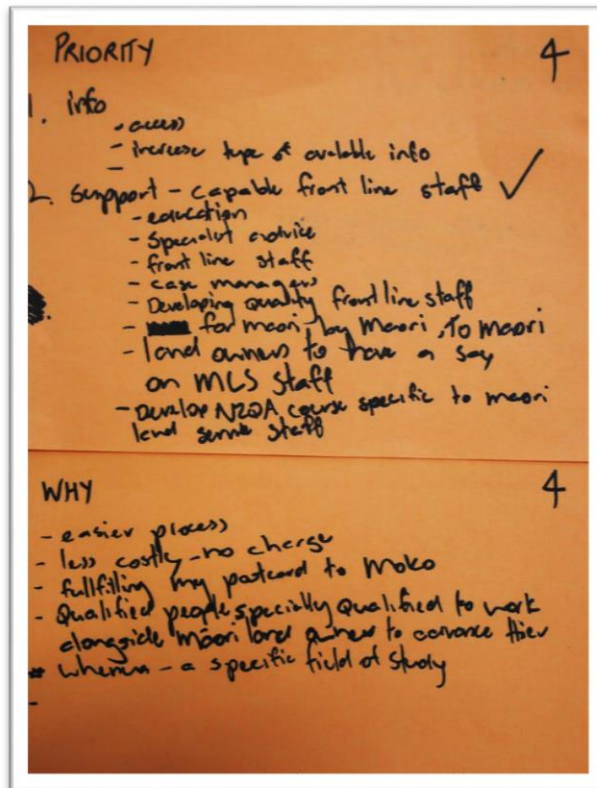 PRIORITY 4
1. info
- access
- increase type of avalable info
-
2. Sempport - capable front line staff ✓
- education
- Specialist advice
- front line staff
- case managers
- Developing quality front line staff
- for maori by Maori, To maori
- land owners to have a say
on MLS Staff
- Develop NZQA course specific to maori
land service staff
WHY 4
- easier process
- less costly - no charge
- fullfilling my postcard to Moko
- Qualified people specially Qualified to work
alongside Māori land owners to advance thier
* whenua - a specific field of study
-